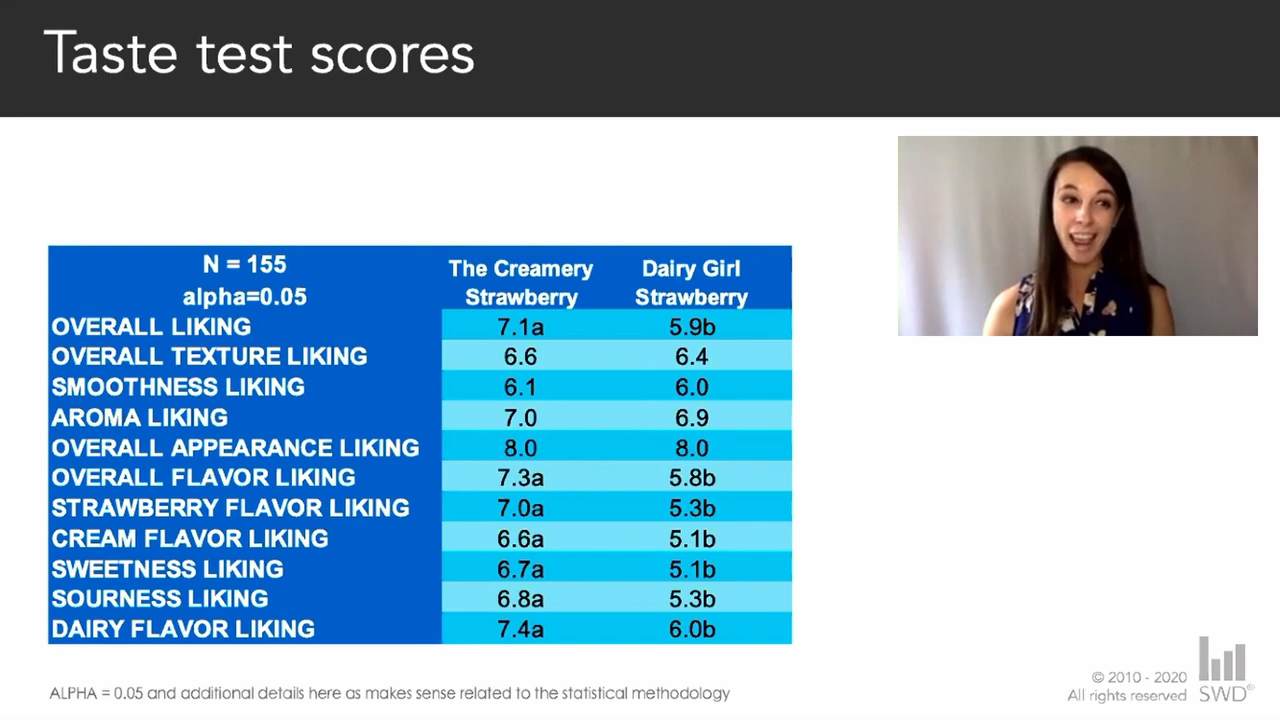 Taste test scores
N = 155
alpha=0.05
The Creamery Strawberry
Dairy Girl Strawberry
OVERALL LIKING 7.1a 5.9b
OVERALL TEXTURE LIKING 6.6 6.4
SMOOTHNESS LIKING 6.1 6.0
AROMA LIKING 7.0 6.9
OVERALL APPEARANCE LIKING 8.0 8.0
OVERALL FLAVOR LIKING 7.3a 5.8b
STRAWBERRY FLAVOR LIKING 7.0a 5.3b
CREAM FLAVOR LIKING 6.6a 5.1b
SWEETNESS LIKING 6.7a 5.1b
SOURNESS LIKING 6.8a 5.3b
DAIRY FLAVOR LIKING 7.4a 6.0b
ALPHA = 0.05 and additional details here as makes sense related to the statistical methodology
© 2010 - 2020
All rights reserved
SWD®